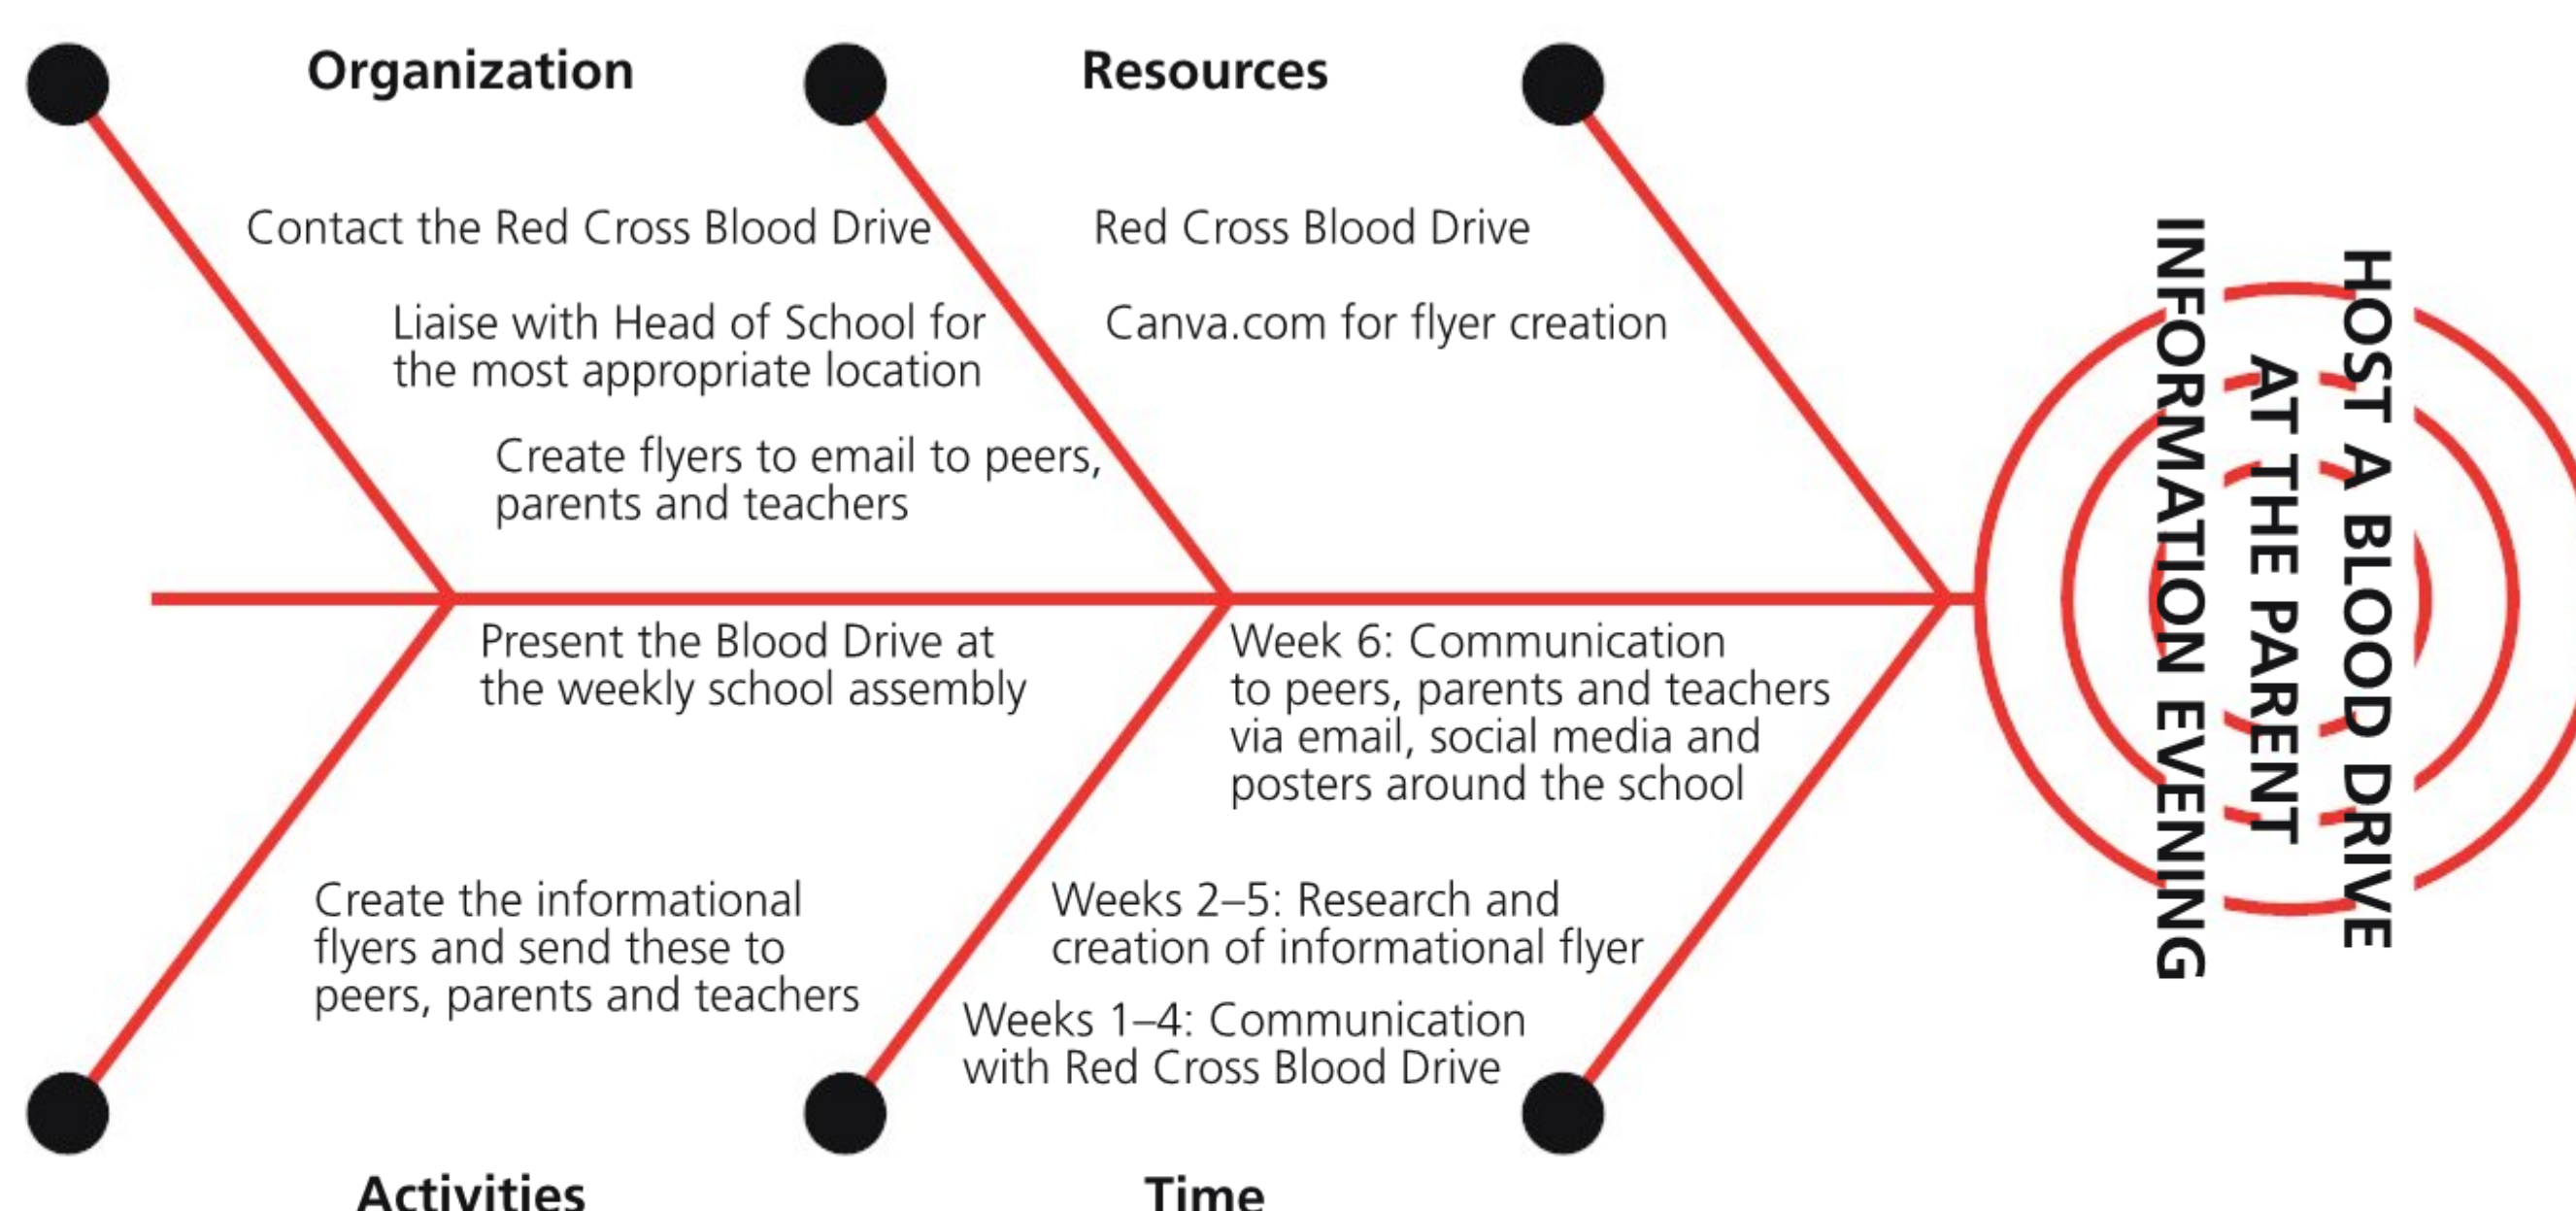 Organization
Contact the Red Cross Blood Drive
Liaise with Head of School for
the most appropriate location
Create flyers to email to peers,
parents and teachers
Resources
Red Cross Blood Drive
Canva.com for flyer creation
Present the Blood Drive at
the weekly school assembly
Create the informational
flyers and send these to
peers, parents and teachers
Activities
Week 6: Communication
to peers, parents and teachers
via email, social media and
posters around the school
Weeks 2–5: Research and
creation of informational flyer
Weeks 1–4: Communication
with Red Cross Blood Drive
Time
HOST A BLOOD DRIVE
AT THE PARENT
INFORMATION EVENING